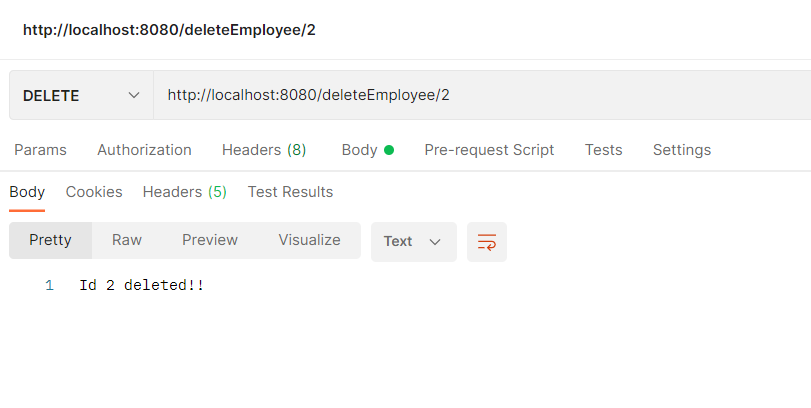 http://localhost:8080/deleteEmployee/2
DELETE http://localhost:8080/deleteEmployee/2
Params Authorization Headers (8) Body Pre-request Script Tests Settings
Body Cookies Headers (5) Test Results
Pretty Raw Preview Visualize Text
1 Id 2 deleted!!